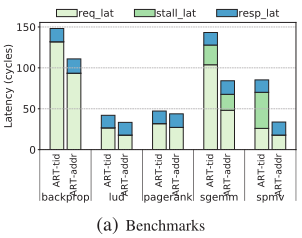 req_lat stall_lat resp_lat
Latency (cycles)
150
100
50
0
ART-tid ART-addr ART-tid ART-addr ART-tid ART-addr ART-tid ART-addr ART-tid ART-addr
backprop lud pagerank sgemm spmv
(a) Benchmarks